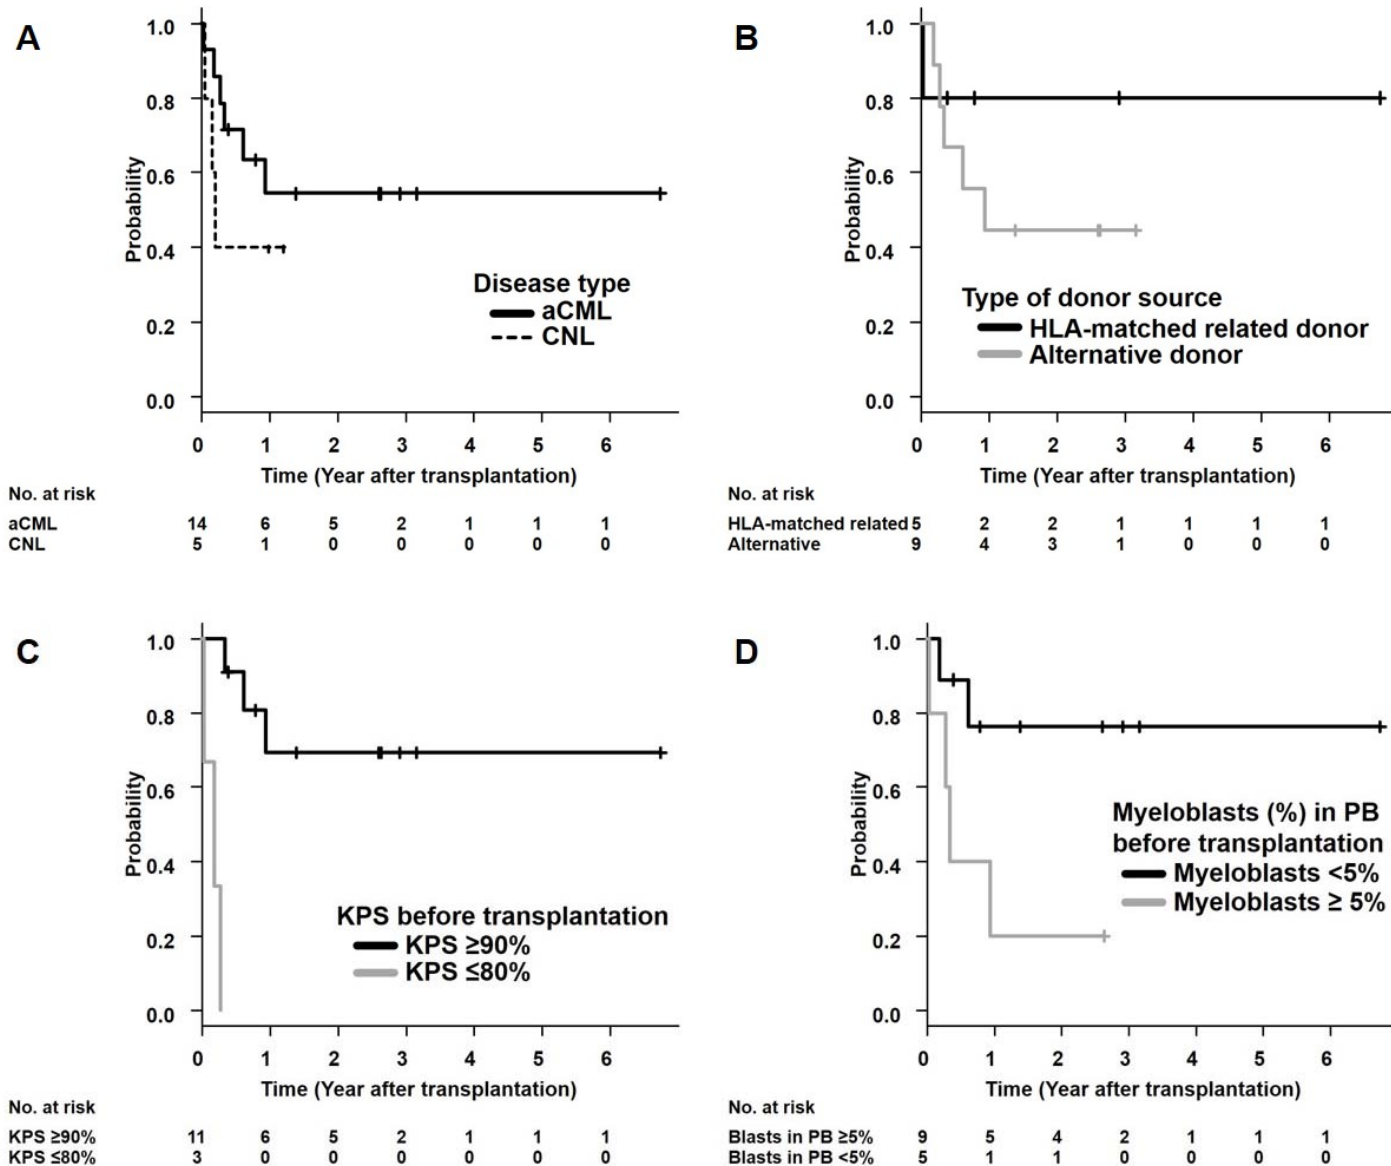 A
1.0
0.8
0.6
0.4
0.2
0.0
Probability
Disease type
aCML
CNL
0 1 2 3 4 5 6
Time (Year after transplantation)
No. at risk
aCML 14 6 5 2 1 1 1
CNL 5 1 0 0 0 0 0
B
1.0
0.8
0.6
0.4
0.2
0.0
Probability
Type of donor source
HLA-matched related donor
Alternative donor
0 1 2 3 4 5 6
Time (Year after transplantation)
No. at risk
HLA-matched related 5 2 2 1 1 1 1
Alternative 9 4 3 1 0 0 0
C
1.0
0.8
0.6
0.4
0.2
0.0
Probability
KPS before transplantation
KPS ≥90%
KPS ≤80%
0 1 2 3 4 5 6
Time (Year after transplantation)
No. at risk
KPS ≥90% 11 6 5 2 1 1 1
KPS ≤80% 3 0 0 0 0 0 0
D
1.0
0.8
0.6
0.4
0.2
0.0
Probability
Myeloblasts (%) in PB
before transplantation
Myeloblasts <5%
Myeloblasts ≥ 5%
0 1 2 3 4 5 6
Time (Year after transplantation)
No. at risk
Blasts in PB ≥5% 9 5 4 2 1 1 1
Blasts in PB <5% 5 1 1 0 0 0 0